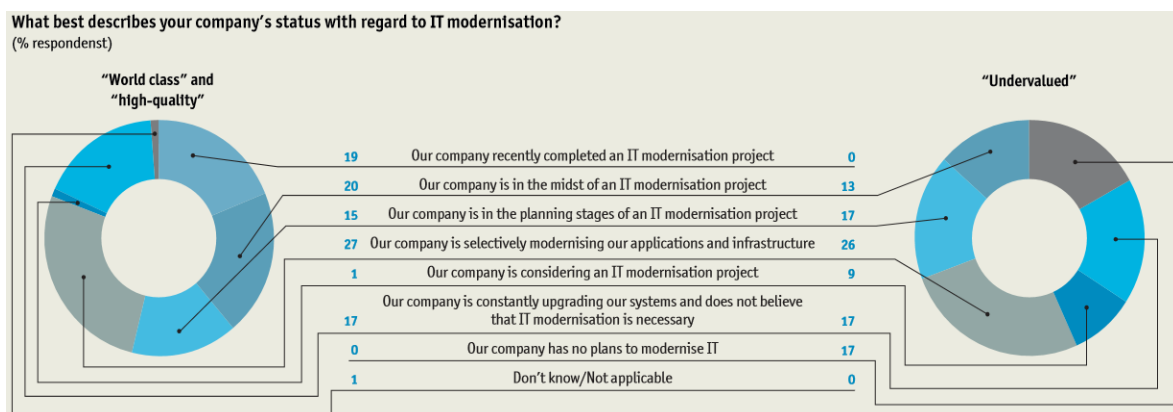 What best describes your company's status with regard to IT modernisation?
(% respondenst)
“World class” and
“high-quality”
“Undervalued”
19 Our company recently completed an IT modernisation project 0
20 Our company is in the midst of an IT modernisation project 13
15 Our company is in the planning stages of an IT modernisation project 17
27 Our company is selectively modernising our applications and infrastructure 26
1 Our company is considering an IT modernisation project 9
Our company is constantly upgrading our systems and does not believe
17 that IT modernisation is necessary 17
0 Our company has no plans to modernise IT 17
1 Don't know/Not applicable 0